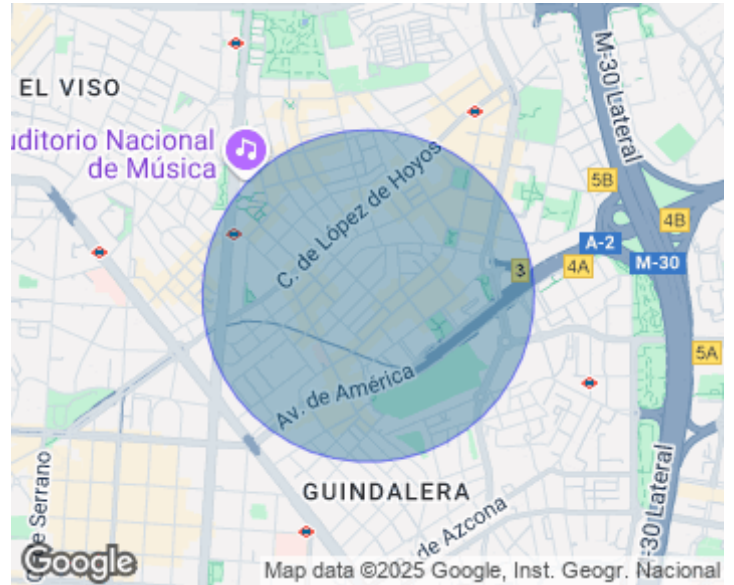 EL VISO
uditorio Nacional
de Música
C. de López de Hoyos
M-30 Lateral
5B
4B
A-2
4A
M-30
3
5A
Av. de América
GUINDALERA
de Serrano
de Azcona
30 Lateral
Google
Map data ©2025 Google, Inst. Geogr. Nacional